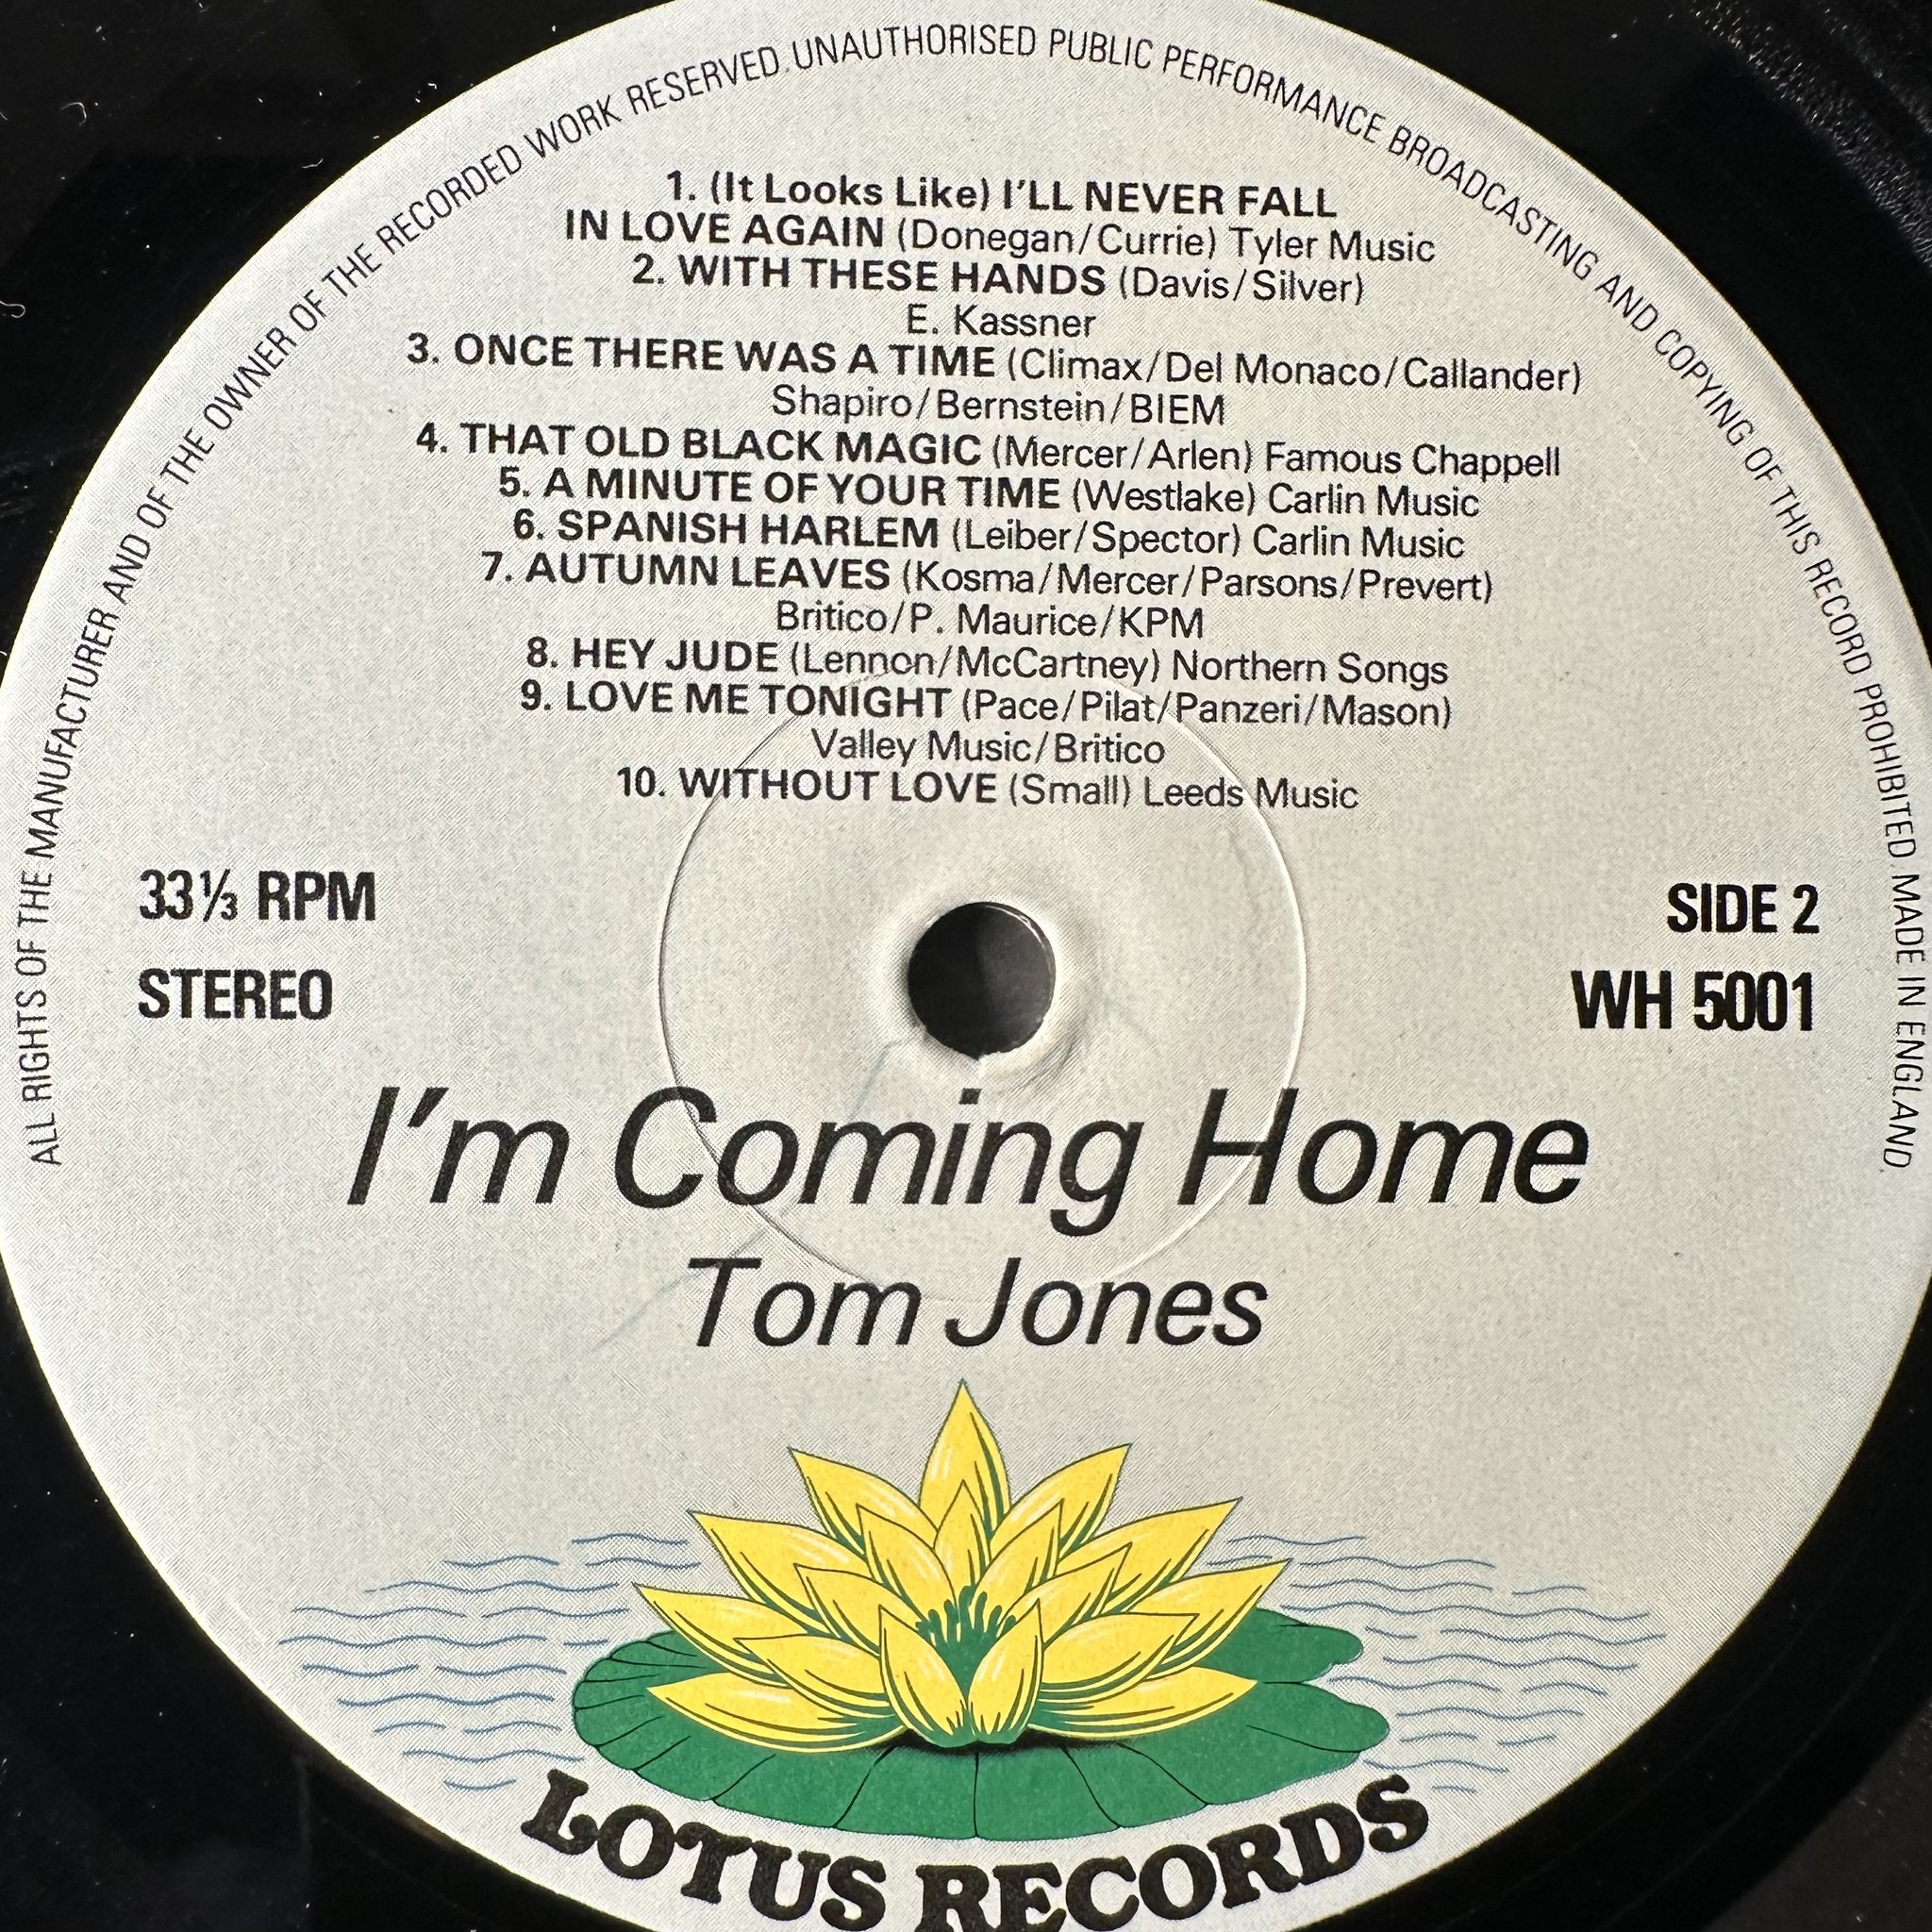 ALL RIGHTS OF THE MANUFACTURER AND OF THE OWNER OF THE RECORDED WORK RESERVED. UNAUTHORISED PUBLIC PERFORMANCE BROADCASTING AND COPYING OF THIS RECORD PROHIBITED MADE IN ENGLAND
1. (It Looks Like) I'LL NEVER FALL
IN LOVE AGAIN (Donegan/Currie) Tyler Music
2. WITH THESE HANDS (Davis/Silver)
E. Kassner
3. ONCE THERE WAS A TIME (Climax/Del Monaco/Callander)
Shapiro/Bernstein/BIEM
4. THAT OLD BLACK MAGIC (Mercer/Arlen) Famous Chappell
5. A MINUTE OF YOUR TIME (Westlake) Carlin Music
6. SPANISH HARLEM (Leiber/Spector) Carlin Music
7. AUTUMN LEAVES (Kosma/Mercer/Parsons/Prevert)
Britico/P. Maurice/KPM
8. HEY JUDE (Lennon/McCartney) Northern Songs
9. LOVE ME TONIGHT (Pace/Pilat/Panzeri/Mason)
Valley Music/Britico
10. WITHOUT LOVE (Small) Leeds Music
33⅓ RPM
STEREO
SIDE 2
WH 5001
I'm Coming Home
Tom Jones
LOTUS RECORDS